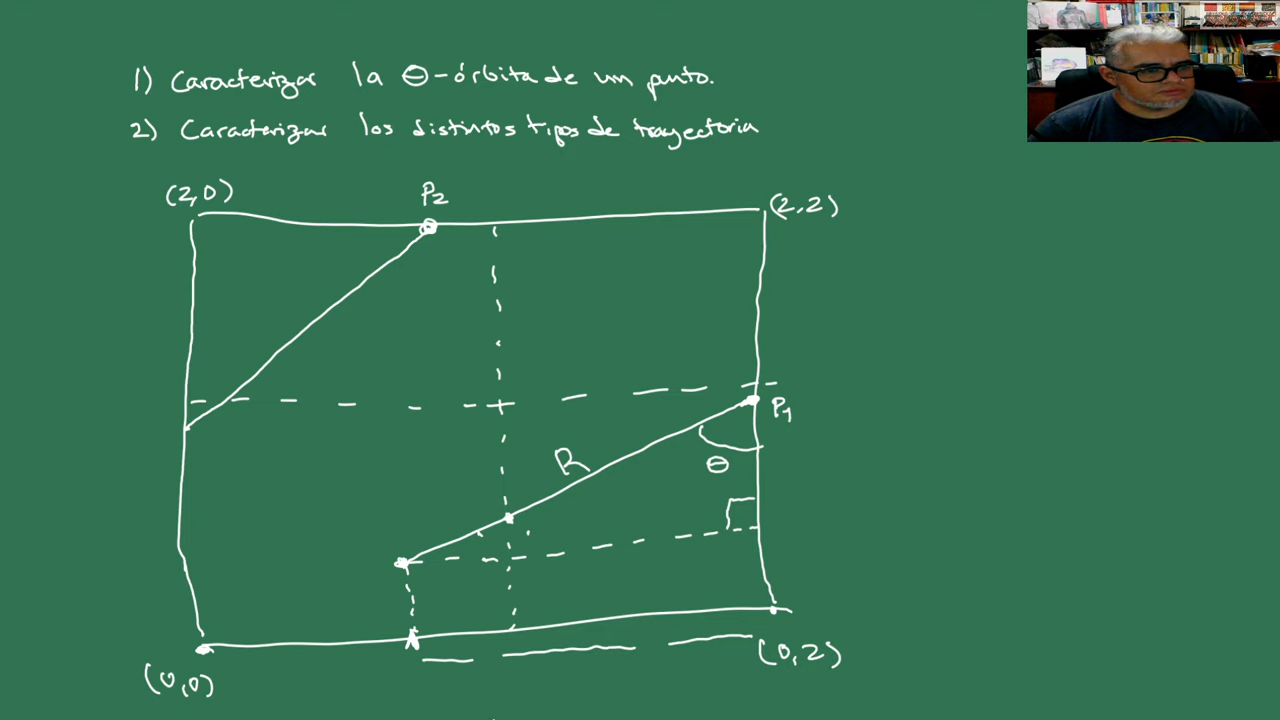 1) Caracterizar la Θ-órbita de un punto.
2) Caracterizar los distintos tipos de trayectoria
(2,0) P2 (2,2)
P1
R Θ
(0,0) (0,2)